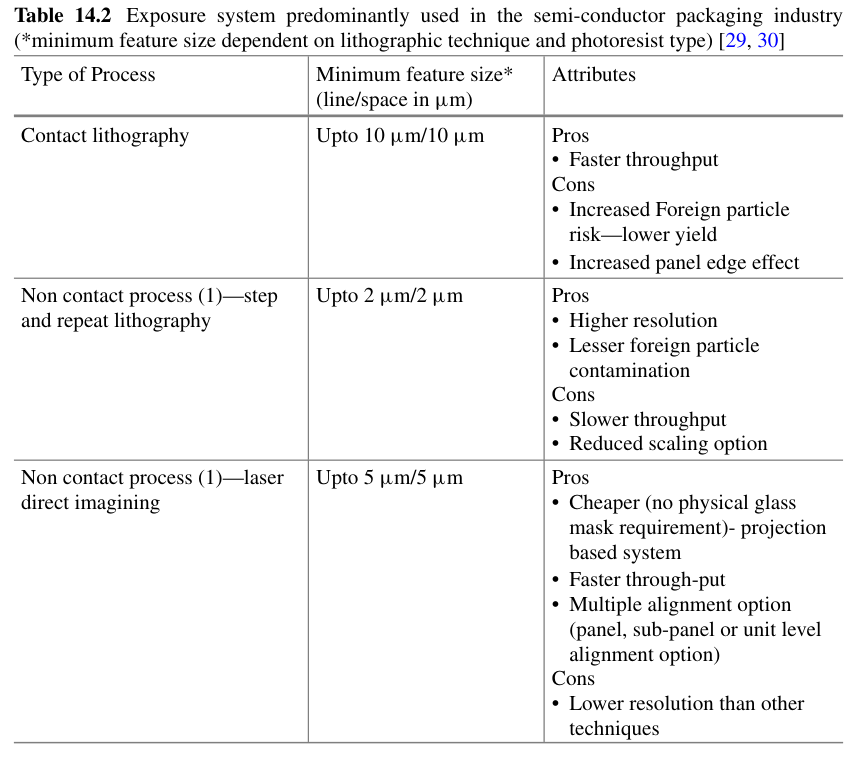 Table 14.2 Exposure system predominantly used in the semi-conductor packaging industry
(*minimum feature size dependent on lithographic technique and photoresist type) [29, 30]
Type of Process
Minimum feature size*
(line/space in μm)
Attributes
Contact lithography
Upto 10 μm/10 μm
Pros
• Faster throughput
Cons
• Increased Foreign particle
risk—lower yield
• Increased panel edge effect
Non contact process (1)—step
and repeat lithography
Upto 2 μm/2 μm
Pros
• Higher resolution
• Lesser foreign particle
contamination
Cons
• Slower throughput
• Reduced scaling option
Non contact process (1)—laser
direct imagining
Upto 5 μm/5 μm
Pros
• Cheaper (no physical glass
mask requirement)- projection
based system
• Faster through-put
• Multiple alignment option
(panel, sub-panel or unit level
alignment option)
Cons
• Lower resolution than other
techniques